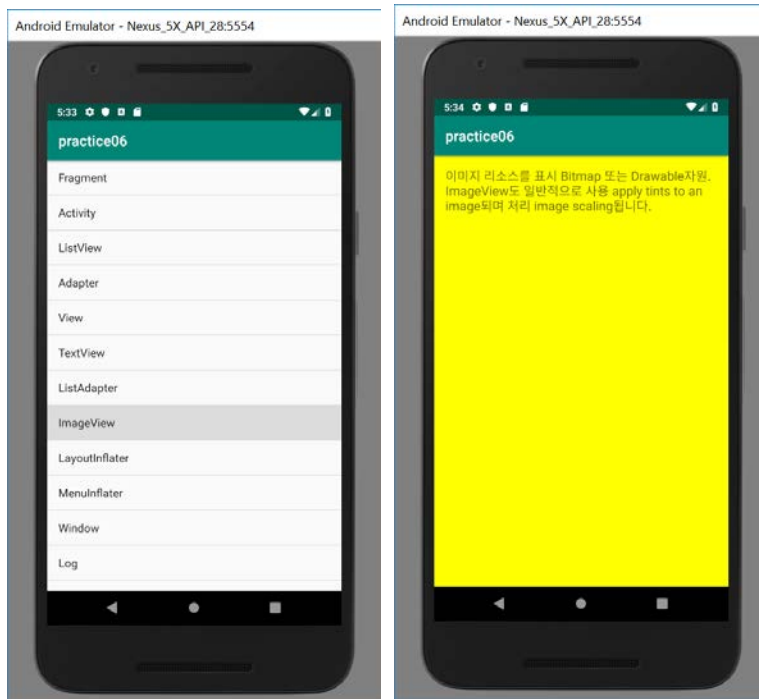 Android Emulator - Nexus_5X_API_28:5554
5:33
practice06
Fragment
Activity
ListView
Adapter
View
TextView
ListAdapter
ImageView
LayoutInflater
MenuInflater
Window
Log
Android Emulator - Nexus_5X_API_28:5554
5:34
practice06
이미지 리소스를 표시 Bitmap 또는 Drawable자원.
ImageView도 일반적으로 사용 apply tints to an
image되며 처리 image scaling됩니다.